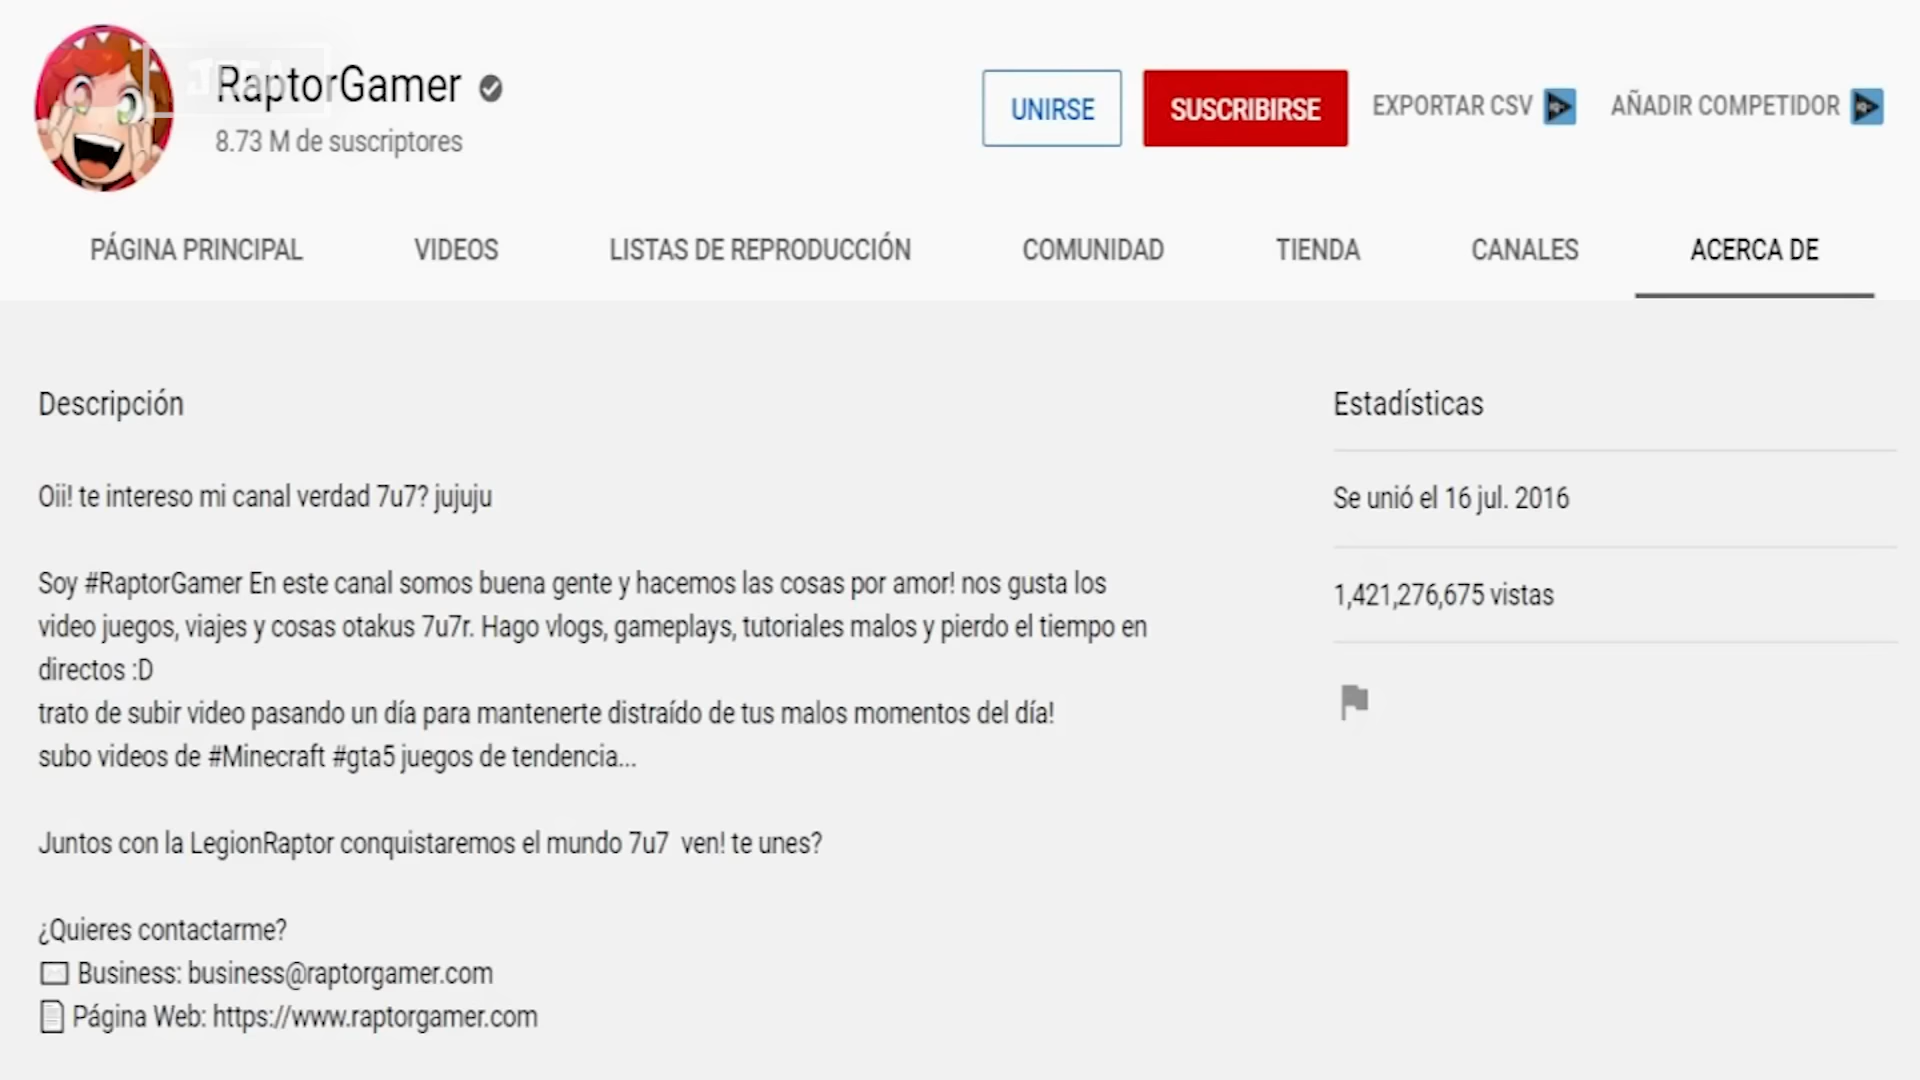 RaptorGamer
8.73 M de suscriptores
UNIRSE
SUSCRIBIRSE
EXPORTAR CSV
AÑADIR COMPETIDOR
PÁGINA PRINCIPAL
VIDEOS
LISTAS DE REPRODUCCIÓN
COMUNIDAD
TIENDA
CANALES
ACERCA DE
Descripción
Oii! te intereso mi canal verdad 7u7? jujuju
Soy #RaptorGamer En este canal somos buena gente y hacemos las cosas por amor! nos gusta los
video juegos, viajes y cosas otakus 7u7r. Hago vlogs, gameplays, tutoriales malos y pierdo el tiempo en
directos :D
trato de subir video pasando un día para mantenerte distraído de tus malos momentos del día!
subo videos de #Minecraft #gta5 juegos de tendencia...
Juntos con la LegionRaptor conquistaremos el mundo 7u7  ven! te unes?
¿Quieres contactarme?
Business: business@raptorgamer.com
Página Web: https://www.raptorgamer.com
Estadísticas
Se unió el 16 jul. 2016
1,421,276,675 vistas